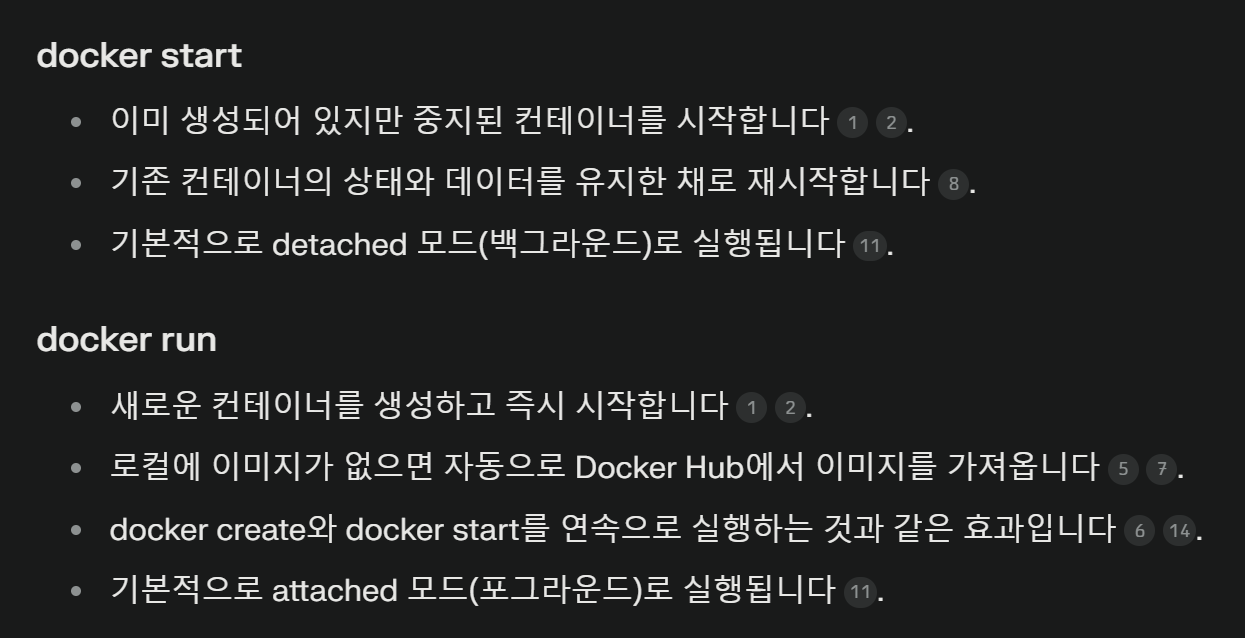 docker start
이미 생성되어 있지만 중지된 컨테이너를 시작합니다 1 2.
기존 컨테이너의 상태와 데이터를 유지한 채로 재시작합니다 8.
기본적으로 detached 모드(백그라운드)로 실행됩니다 11.
docker run
새로운 컨테이너를 생성하고 즉시 시작합니다 1 2.
로컬에 이미지가 없으면 자동으로 Docker Hub에서 이미지를 가져옵니다 5 7.
docker create와 docker start를 연속으로 실행하는 것과 같은 효과입니다 6 14.
기본적으로 attached 모드(포그라운드)로 실행됩니다 11.